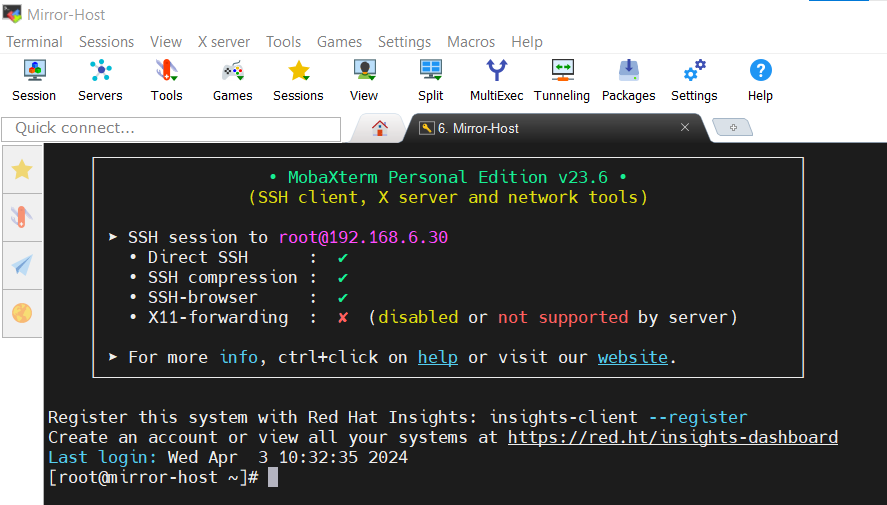 Mirror-Host
Terminal Sessions View X server Tools Games Settings Macros Help
Session Servers Tools Games Sessions View Split MultiExec Tunneling Packages Settings Help
Quick connect... 6. Mirror-Host
• MobaXterm Personal Edition v23.6 •
(SSH client, X server and network tools)
➤ SSH session to root@192.168.6.30
• Direct SSH : ✔
• SSH compression : ✔
• SSH-browser : ✔
• X11-forwarding : ✘ (disabled or not supported by server)
➤ For more info, ctrl+click on help or visit our website.
Register this system with Red Hat Insights: insights-client --register
Create an account or view all your systems at https://red.ht/insights-dashboard
Last login: Wed Apr  3 10:32:35 2024
[root@mirror-host ~]#